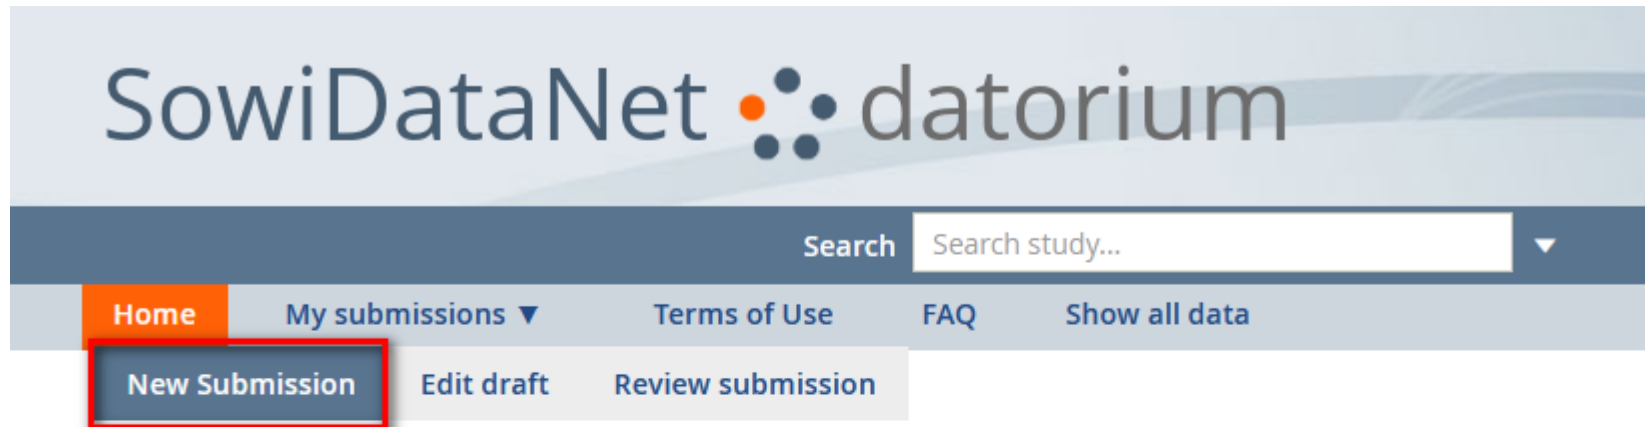 SowiDataNet datorium
Search Search study...
Home My submissions ▼ Terms of Use FAQ Show all data
New Submission Edit draft Review submission